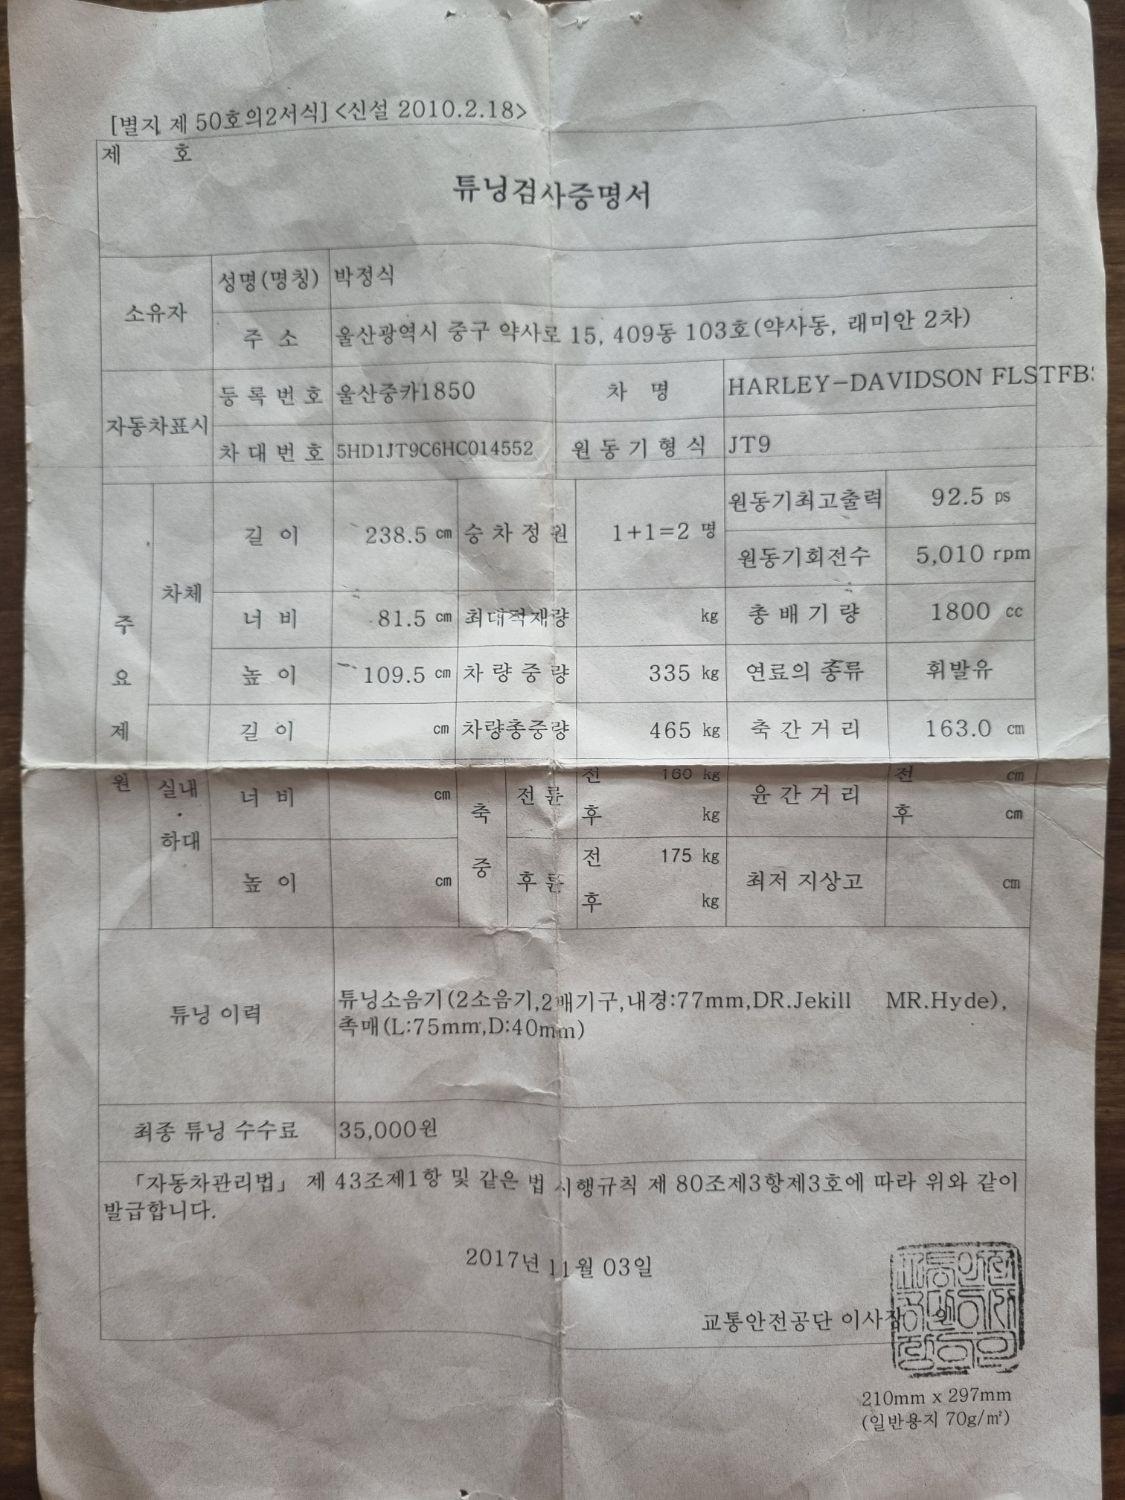 [별지 제 50호의2서식] <신설 2010.2.18>
제 호
튜닝검사증명서
소유자 성명(명칭) 박정식
주 소 울산광역시 중구 약사로 15, 409동 103호(약사동, 래미안 2차)
자동차표시 등록번호 울산중카1850 차 명 HARLEY-DAVIDSON FLSTFBS
차대번호 5HD1JT9C6HC014552 원동기형식 JT9
주요제원 차체 길 이 238.5 ㎝ 승차정원 1+1=2 명 원동기최고출력 92.5 ps
원동기회전수 5,010 rpm
너 비 81.5 ㎝ 최대적재량 kg 총배기량 1800 cc
높 이 109.5 ㎝ 차량중량 335 kg 연료의 종류 휘발유
실내·하대 길 이 ㎝ 차량총중량 465 kg 축간거리 163.0 ㎝
너 비 ㎝ 축중 전륜 전 160 kg 윤간거리 전 ㎝
후 kg 후 ㎝
높 이 ㎝ 후륜 전 175 kg 최저 지상고 ㎝
후 kg
튜닝 이력 튜닝소음기(2소음기,2배기구,내경:77mm,DR.Jekill MR.Hyde),
촉매(L:75mm,D:40mm)
최종 튜닝 수수료 35,000원
「자동차관리법」 제 43조제1항 및 같은 법 시행규칙 제 80조제3항제3호에 따라 위와 같이
발급합니다.
2017년 11월 03일
교통안전공단 이사장
210mm x 297mm
(일반용지 70g/㎡)